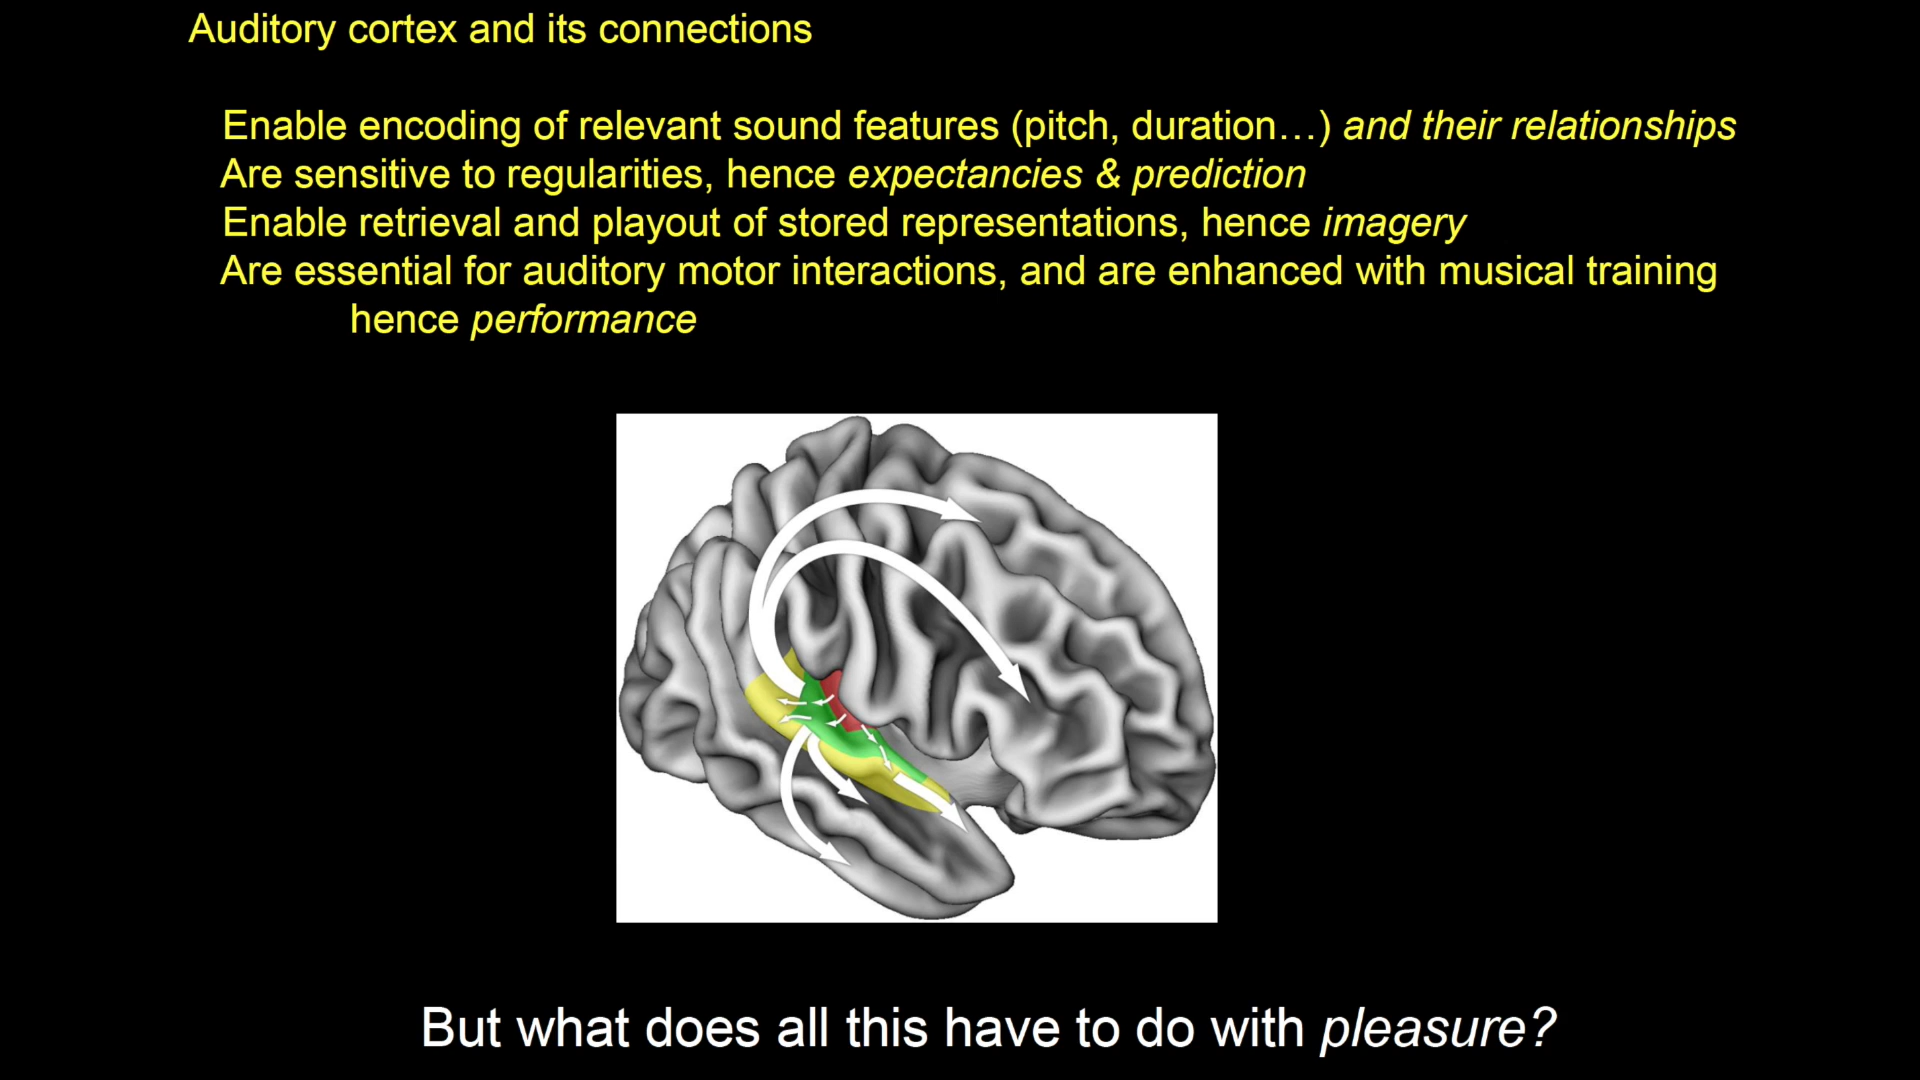 Auditory cortex and its connections
Enable encoding of relevant sound features (pitch, duration…) and their relationships
Are sensitive to regularities, hence expectancies & prediction
Enable retrieval and playout of stored representations, hence imagery
Are essential for auditory motor interactions, and are enhanced with musical training
hence performance
But what does all this have to do with pleasure?